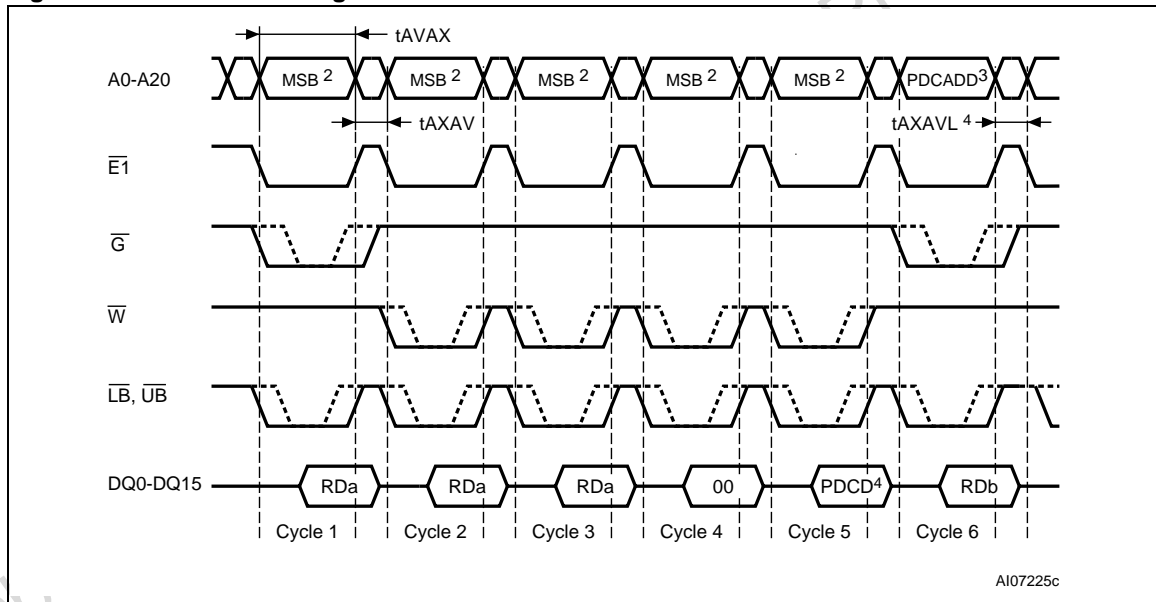 tAVAX
A0-A20 MSB 2 MSB 2 MSB 2 MSB 2 MSB 2 PDCADD3
tAXAV tAXAVL 4
E1
G
W
LB, UB
DQ0-DQ15 RDa RDa RDa 00 PDCD4 RDb
Cycle 1 Cycle 2 Cycle 3 Cycle 4 Cycle 5 Cycle 6
AI07225c